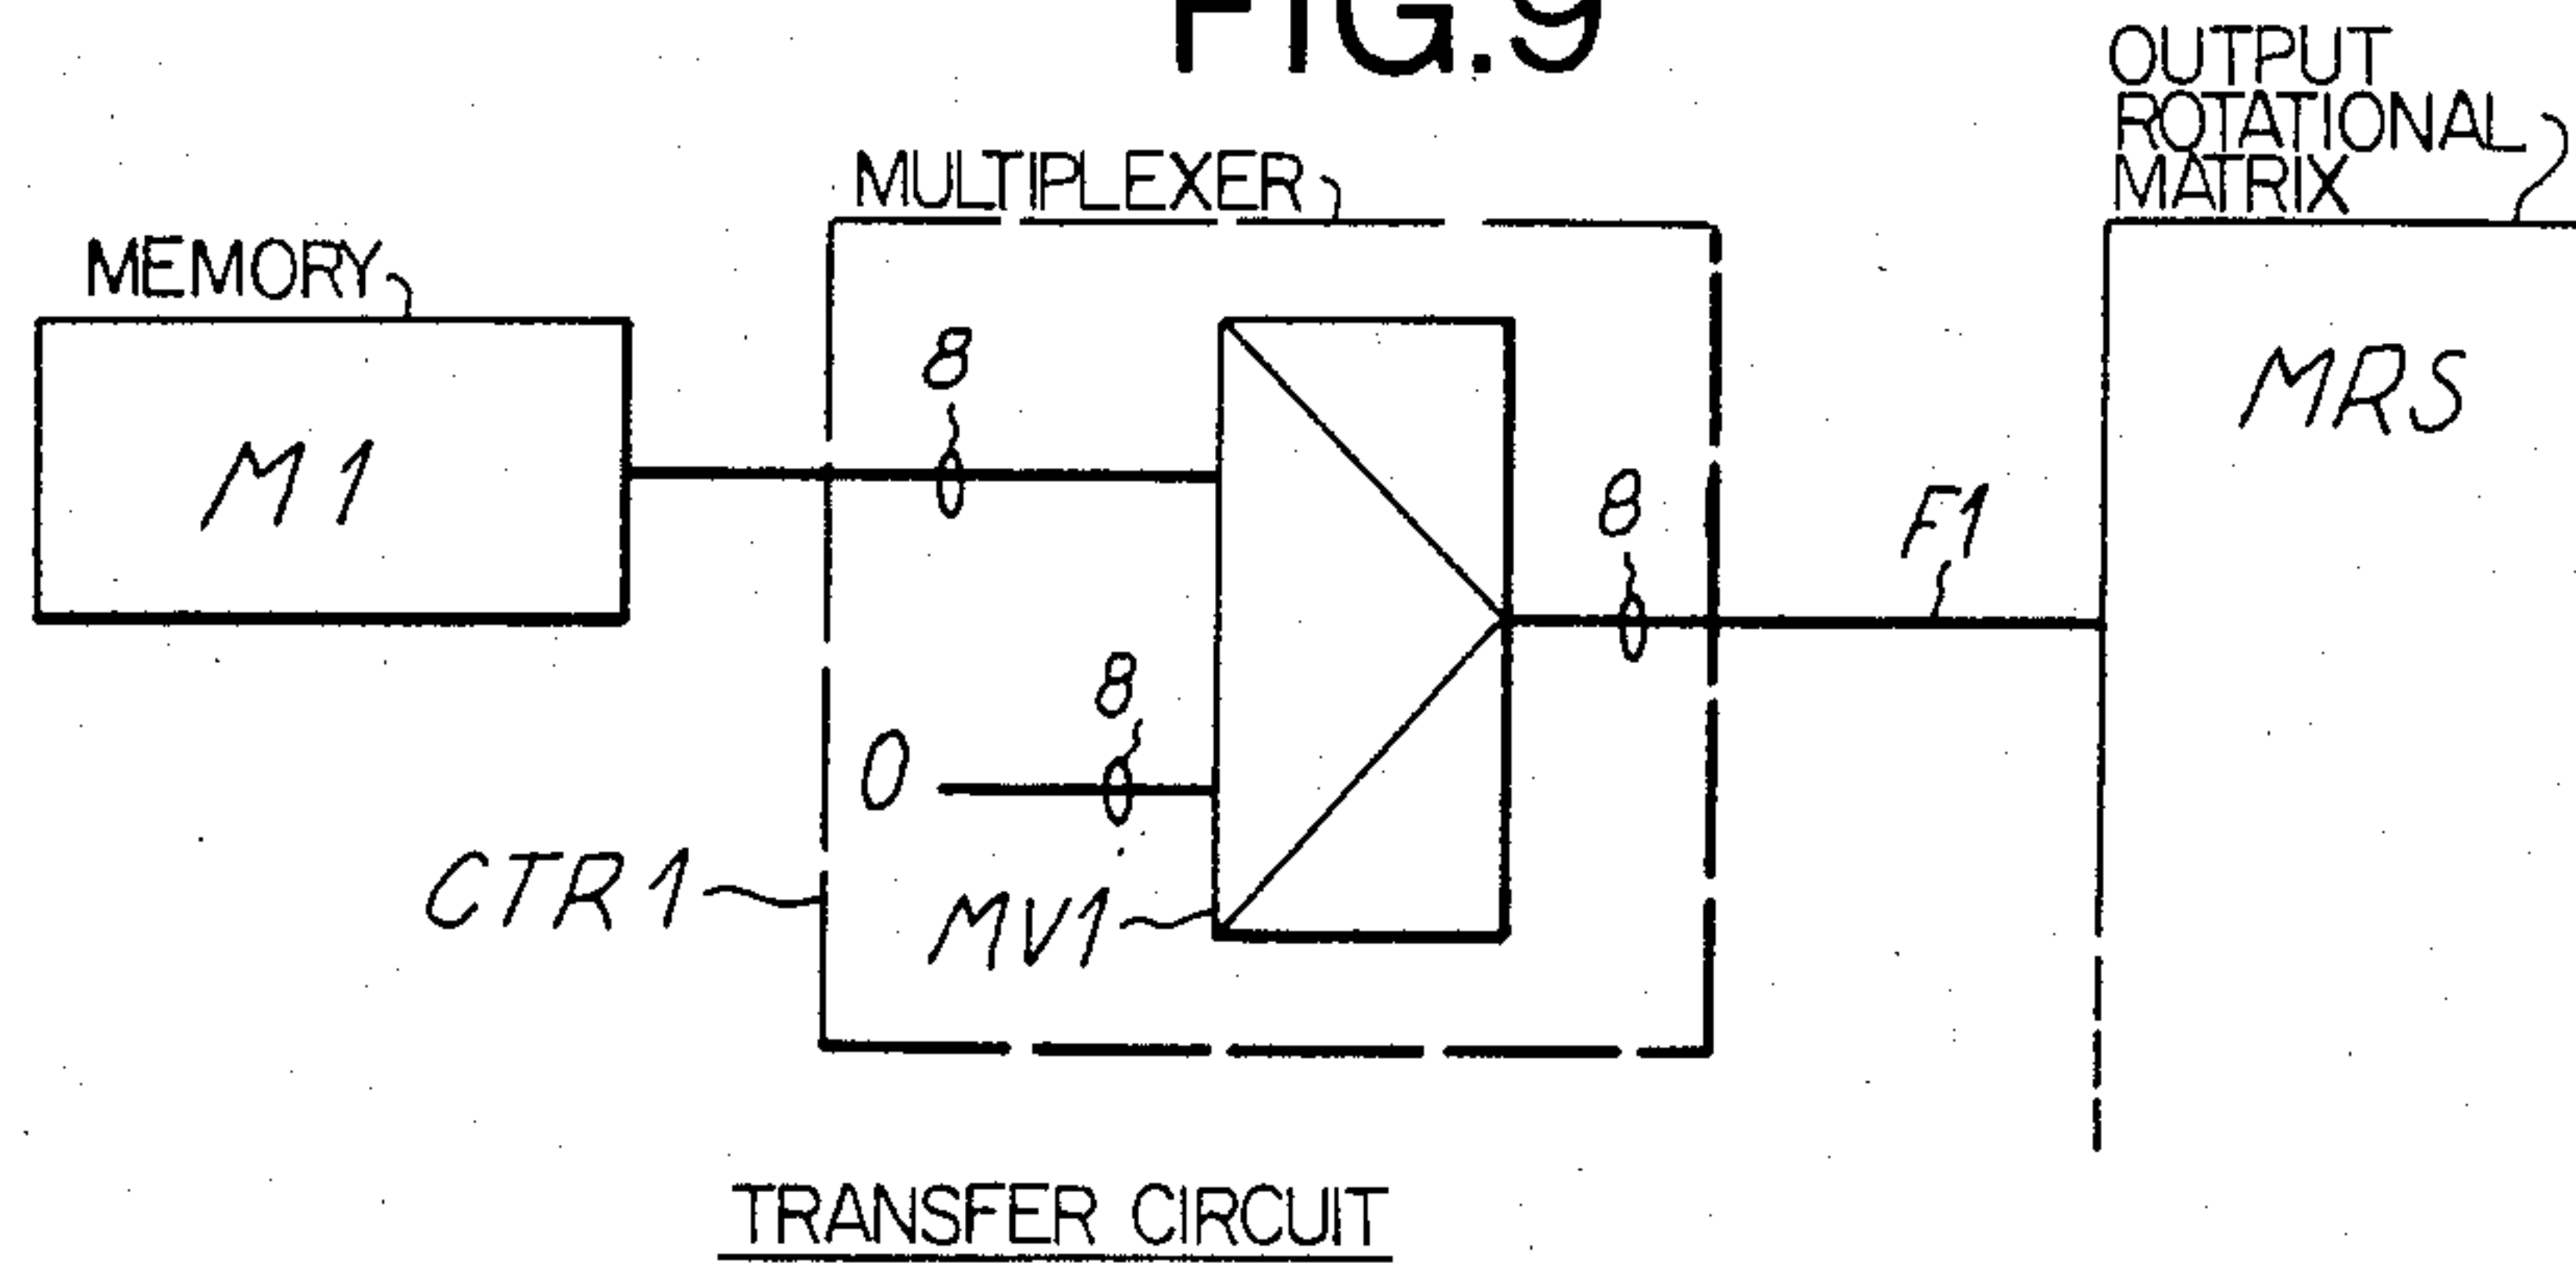 FIG.9
OUTPUT
ROTATIONAL
MATRIX
MULTIPLEXER
MEMORY
8
MRS
M1
8
F1
8
0
CTR1
MV1
TRANSFER CIRCUIT